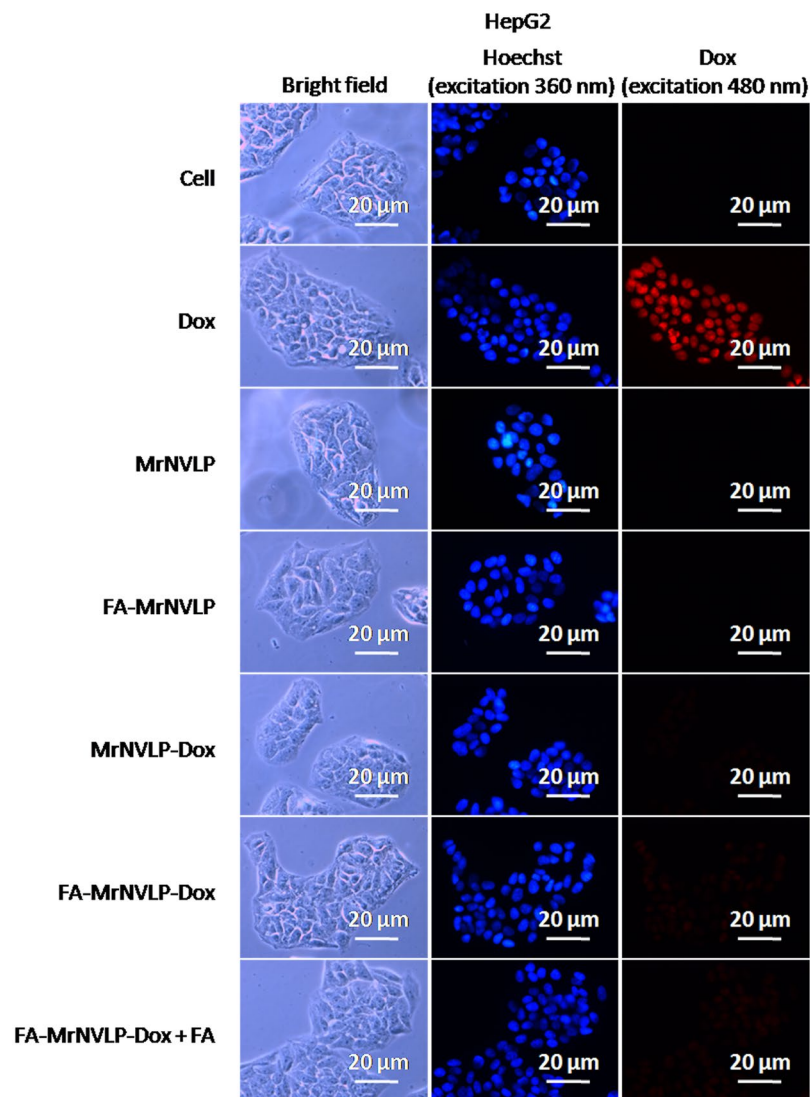 HepG2
Bright field
Hoechst
(excitation 360 nm)
Dox
(excitation 480 nm)
Cell
20 µm
20 µm
20 µm
Dox
20 µm
20 µm
20 µm
MrNVLP
20 µm
20 µm
20 µm
FA-MrNVLP
20 µm
20 µm
20 µm
MrNVLP-Dox
20 µm
20 µm
20 µm
FA-MrNVLP-Dox
20 µm
20 µm
20 µm
FA-MrNVLP-Dox + FA
20 µm
20 µm
20 µm